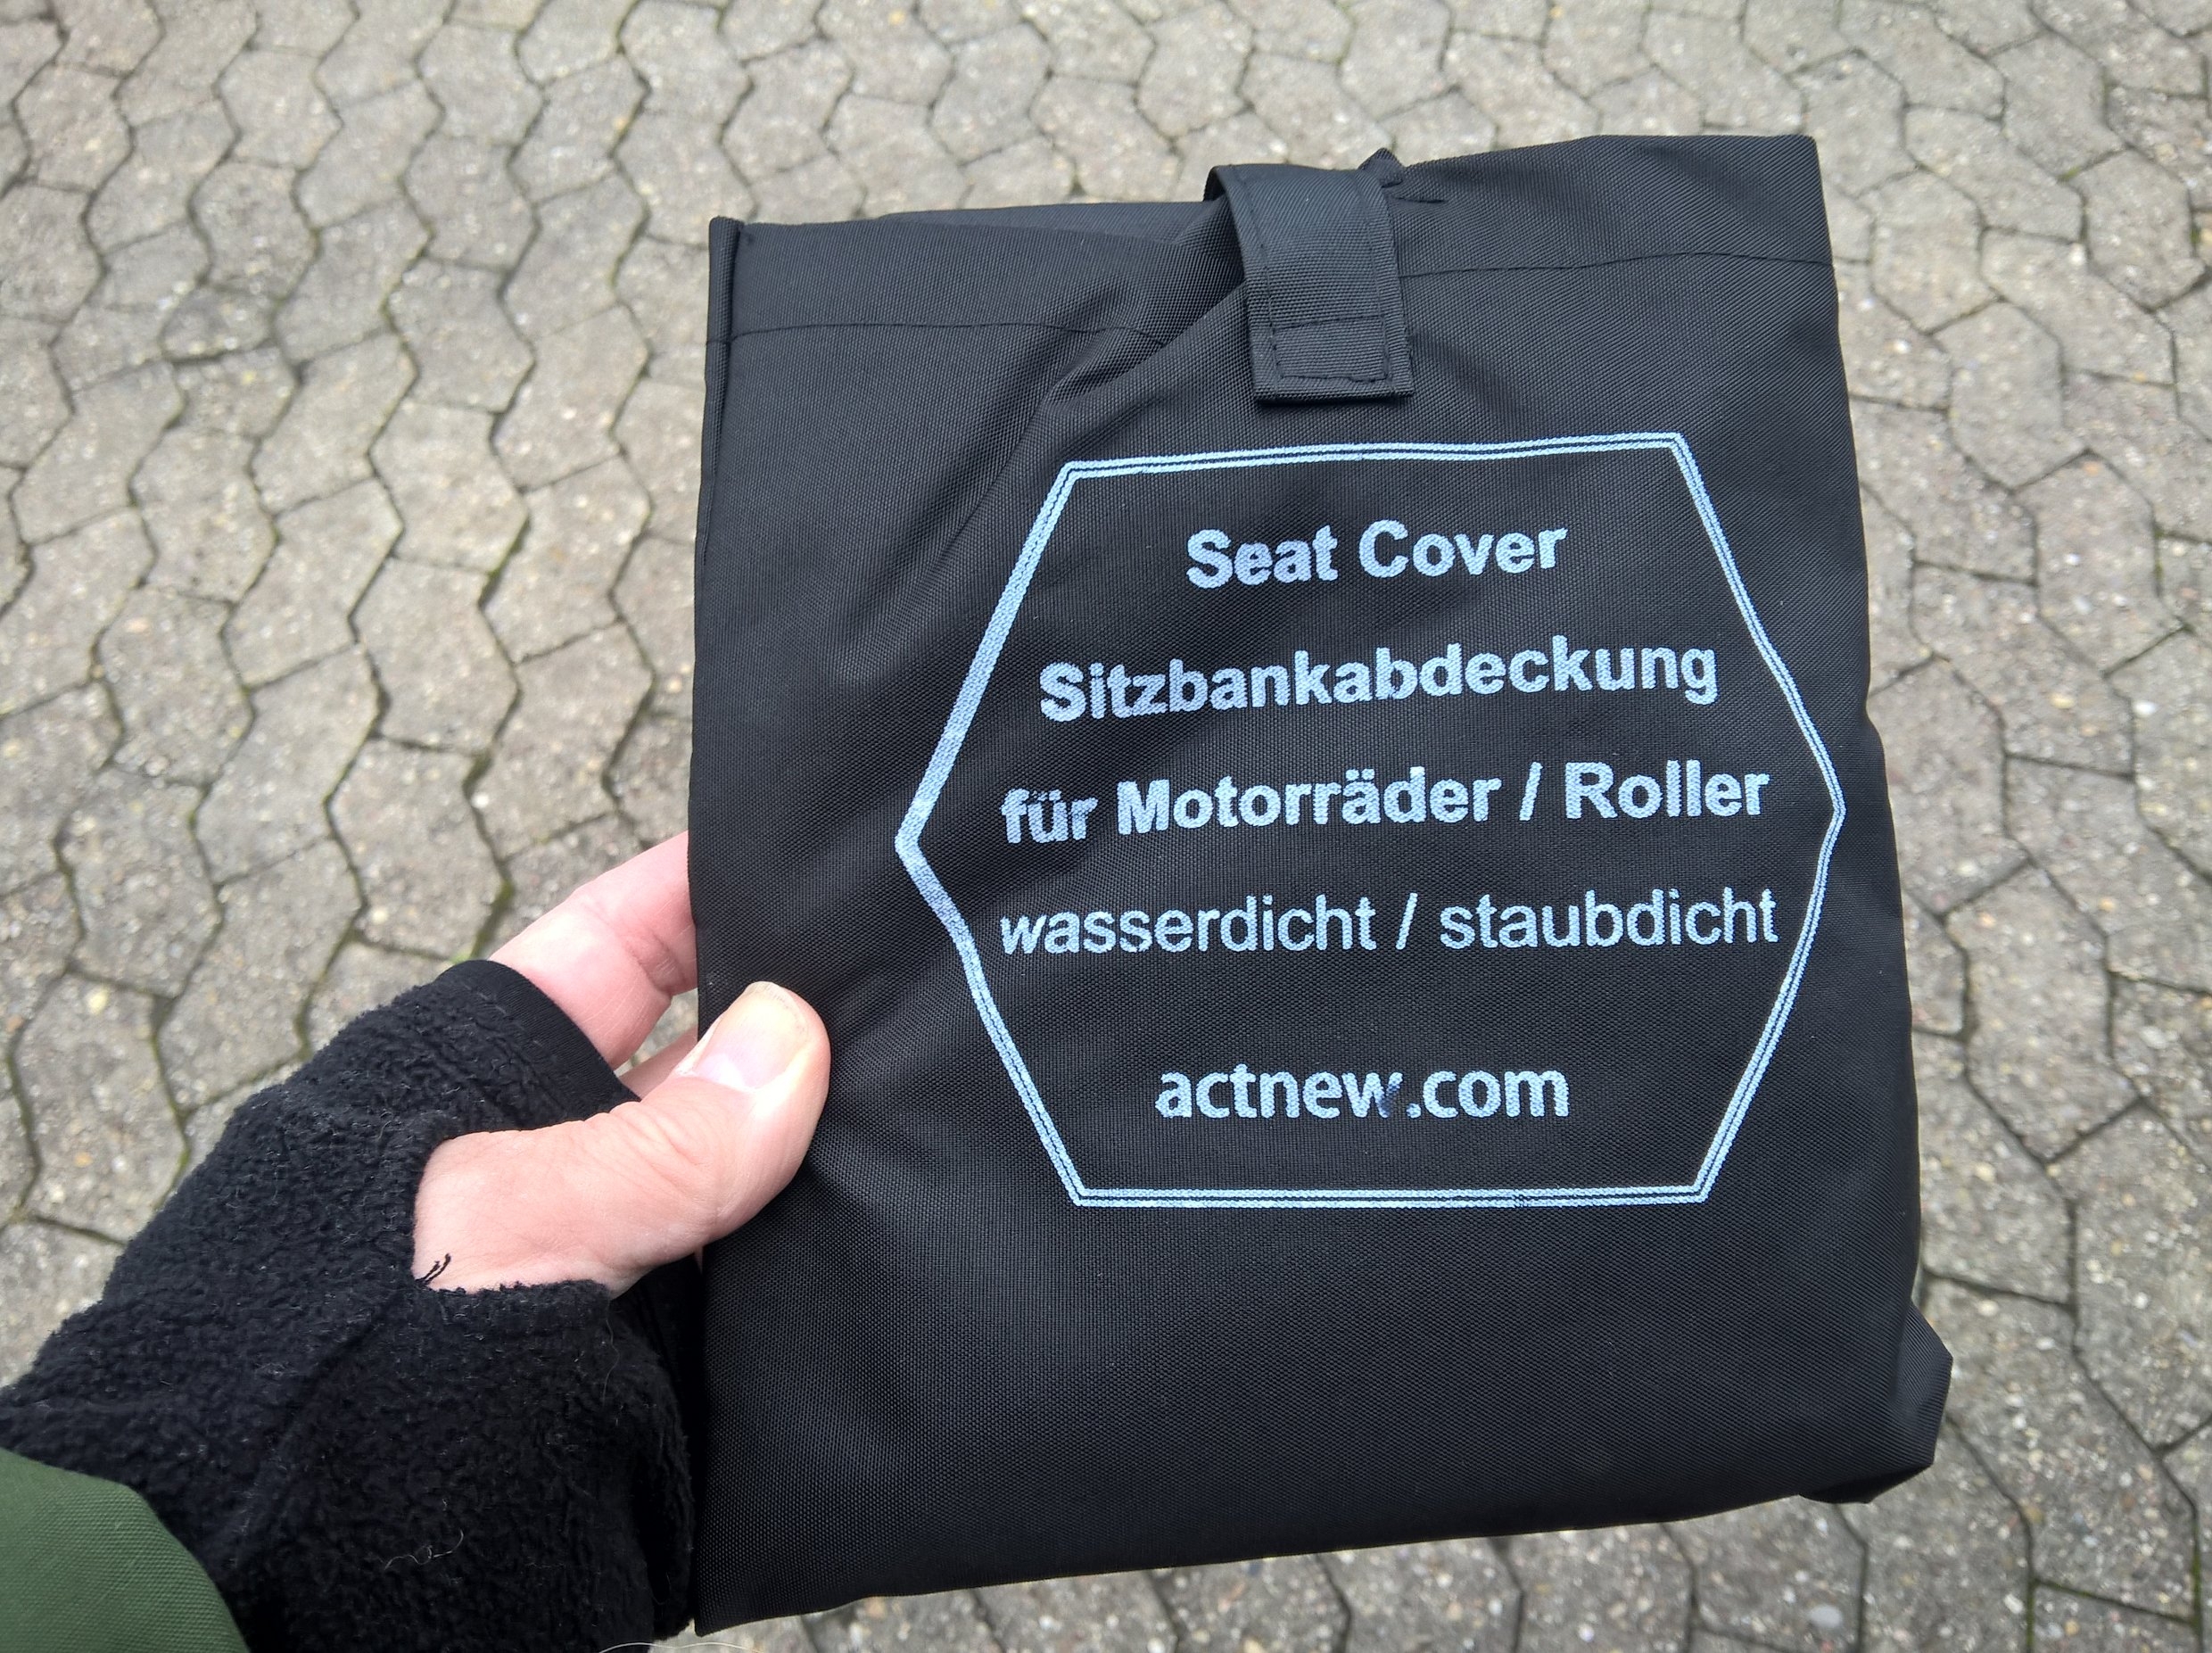 Seat Cover
Sitzbankabdeckung
für Motorräder / Roller
wasserdicht / staubdicht
actnew.com